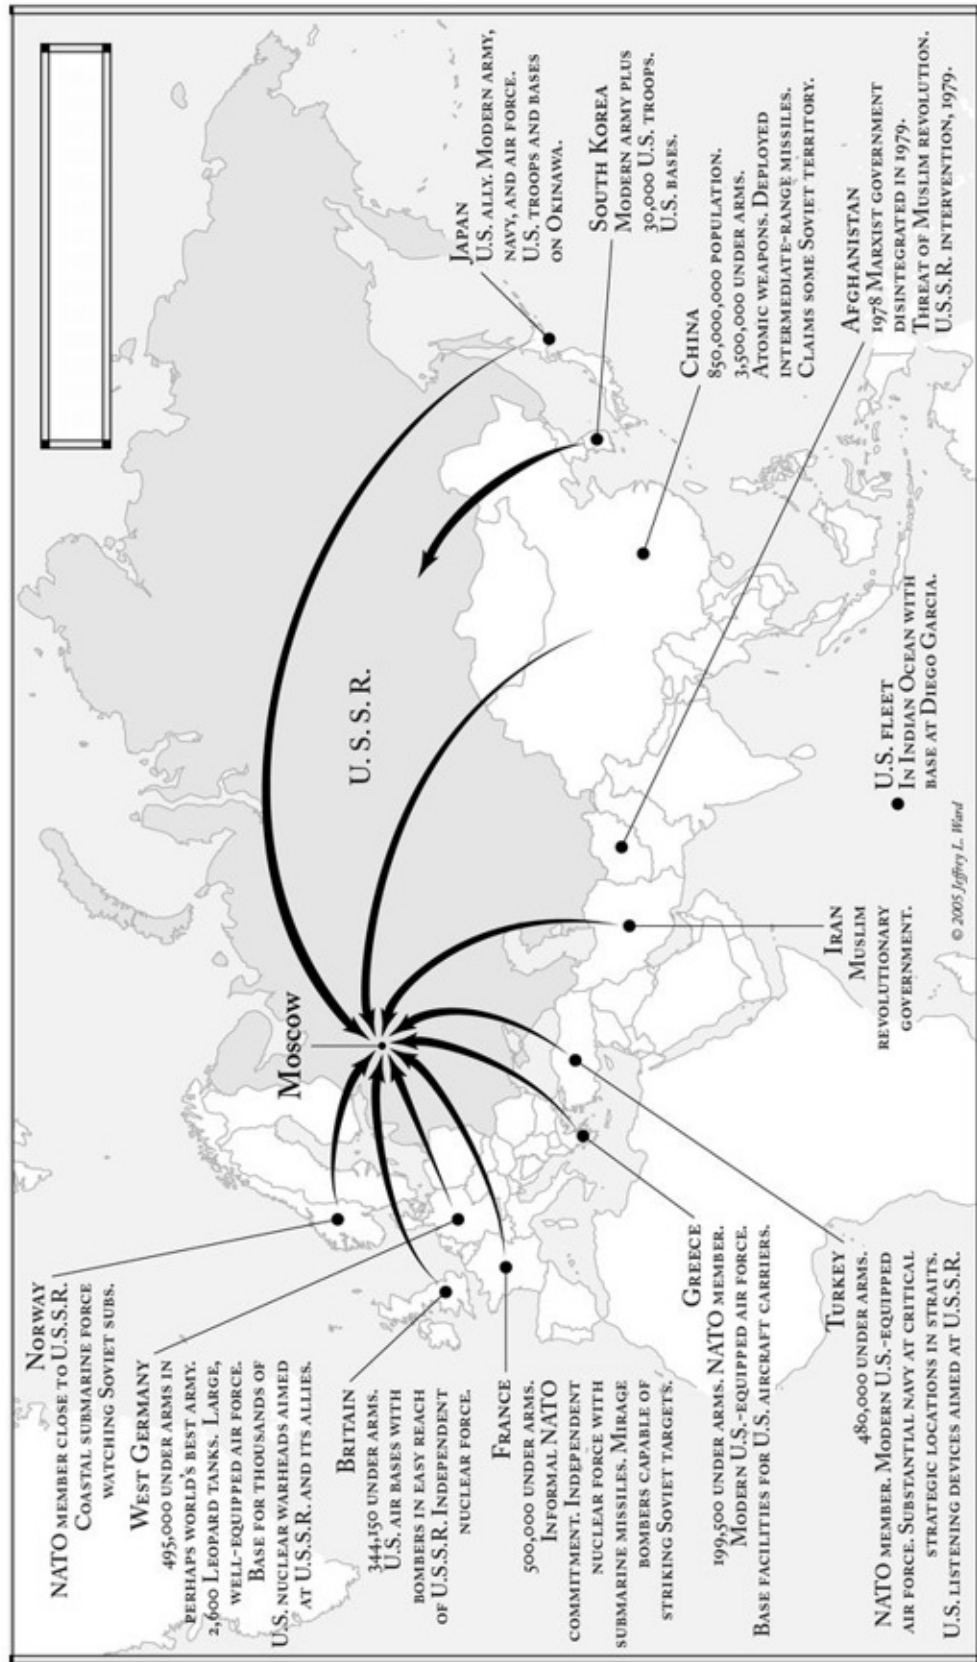 Norway
NATO member close to U.S.S.R.
Coastal submarine force
watching Soviet subs.
West Germany
495,000 under arms in
perhaps world's best army.
2,600 Leopard tanks. Large,
well-equipped air force.
Base for thousands of
U.S. nuclear warheads aimed
at U.S.S.R. and its allies.
Britain
344,150 under arms.
U.S. air bases with
bombers in easy reach
of U.S.S.R. Independent
nuclear force.
France
500,000 under arms.
Informal NATO
commitment. Independent
nuclear force with
submarine missiles. Mirage
bombers capable of
striking Soviet targets.
Greece
199,500 under arms. NATO member.
Modern U.S.-equipped air force.
Base facilities for U.S. aircraft carriers.
Turkey
480,000 under arms.
NATO member. Modern U.S.-equipped
air force. Substantial navy at critical
strategic locations in straits.
U.S. listening devices aimed at U.S.S.R.
Moscow
U.S.S.R.
Iran
Muslim
revolutionary
government.
© 2005 Jeffrey L. Ward
U.S. fleet
In Indian Ocean with
base at Diego Garcia.
Japan
U.S. ally. Modern army,
navy, and air force.
U.S. troops and bases
on Okinawa.
South Korea
Modern army plus
30,000 U.S. troops.
U.S. bases.
China
850,000,000 population.
3,500,000 under arms.
Atomic weapons. Deployed
intermediate-range missiles.
Claims some Soviet territory.
Afghanistan
1978 Marxist government
disintegrated in 1979.
Threat of Muslim revolution.
U.S.S.R. intervention, 1979.